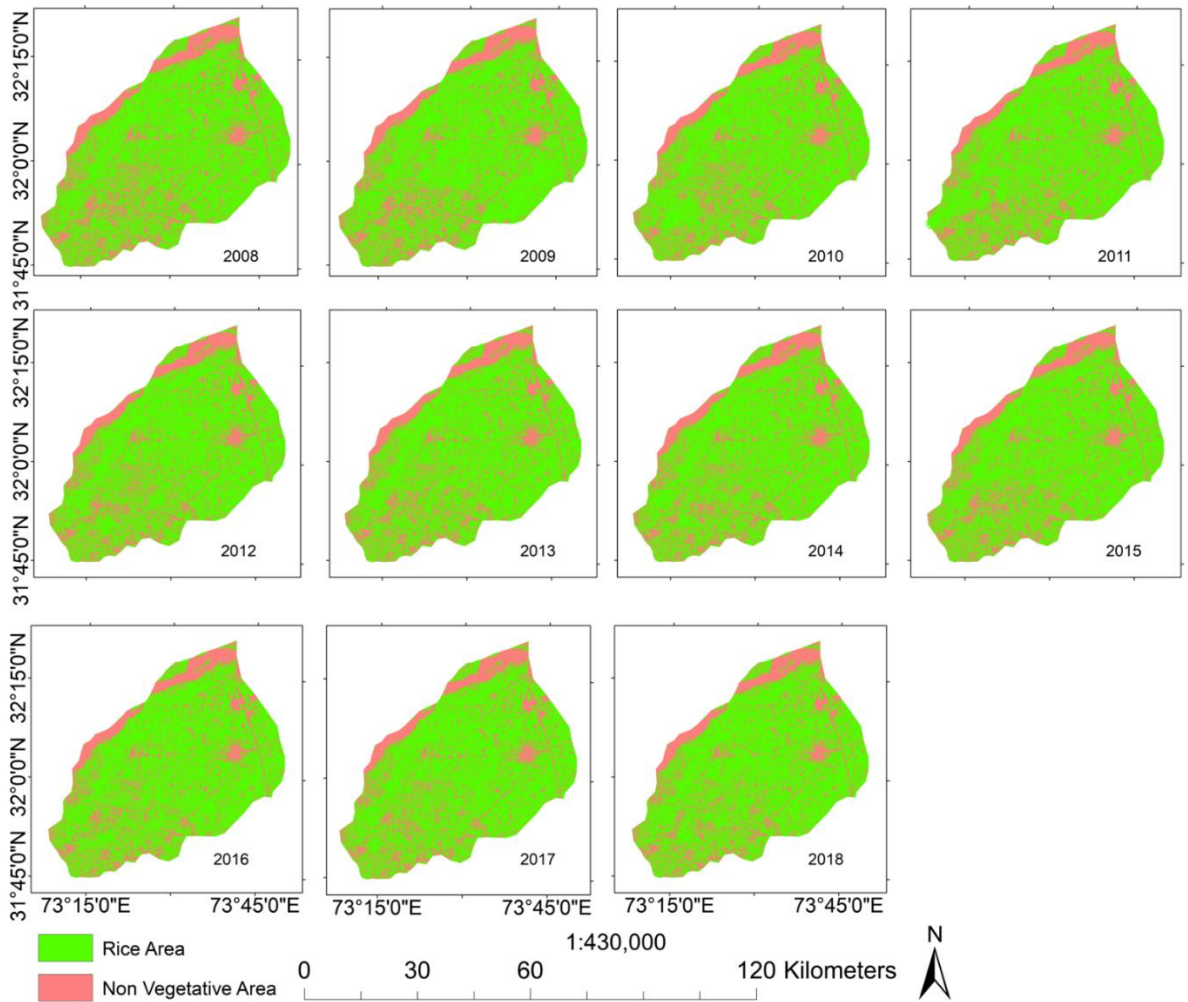 32°15'0"N
32°0'0"N
31°45'0"N
2008
2009
2010
2011
32°15'0"N
32°0'0"N
31°45'0"N
2012
2013
2014
2015
32°15'0"N
32°0'0"N
31°45'0"N
2016
2017
2018
73°15'0"E
73°45'0"E
73°15'0"E
73°45'0"E
73°15'0"E
73°45'0"E
Rice Area
Non Vegetative Area
1:430,000
0 30 60 120 Kilometers
N